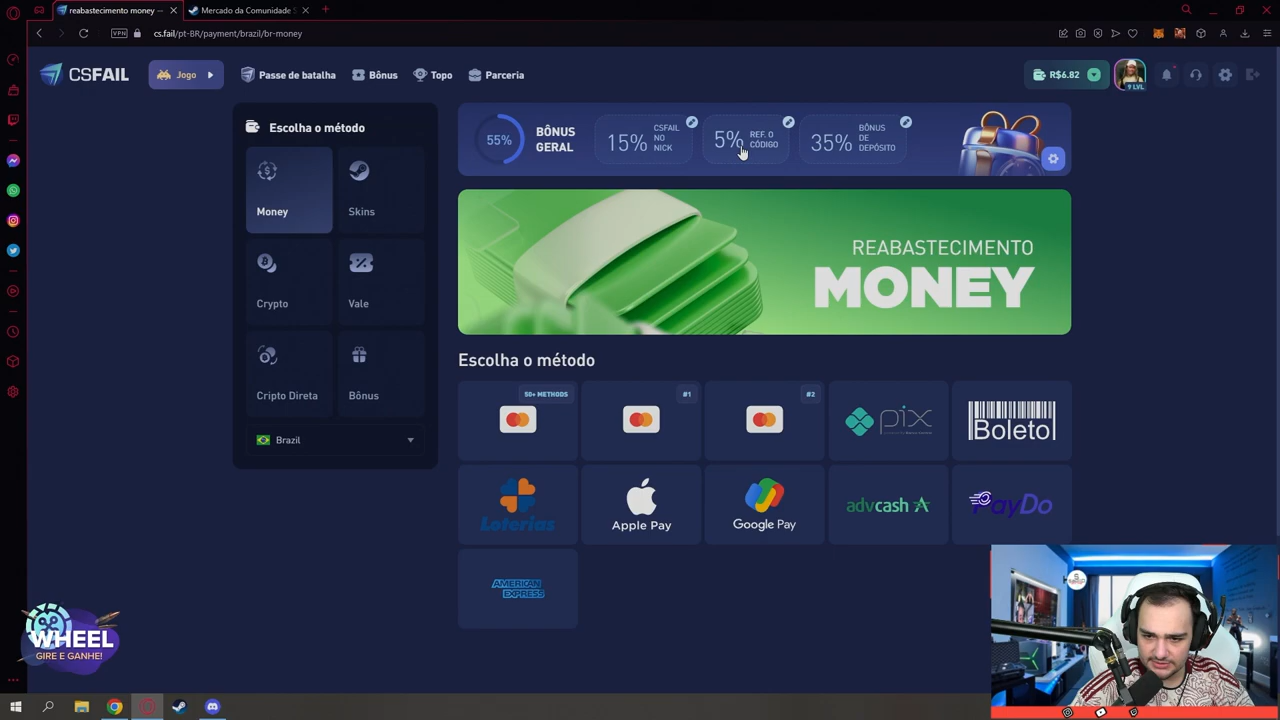 reabastecimento money --
Mercado da Comunidade S
VPN
cs.fail/pt-BR/payment/brazil/br-money
CSFAIL
Jogo
Passe de batalha
Bônus
Topo
Parceria
R$6.82
9 LVL
Escolha o método
Money
Skins
Crypto
Vale
Cripto Direta
Bônus
Brazil
55%
BÔNUS
GERAL
15%
CSFAIL
NO
NICK
5%
REF. O
CÓDIGO
35%
BÔNUS
DE
DEPÓSITO
REABASTECIMENTO
MONEY
Escolha o método
50+ METHODS
#1
#2
pix
Boleto
Loterias
Apple Pay
Google Pay
advcash
PayDo
AMERICAN
EXPRESS
WHEEL
GIRE E GANHE!